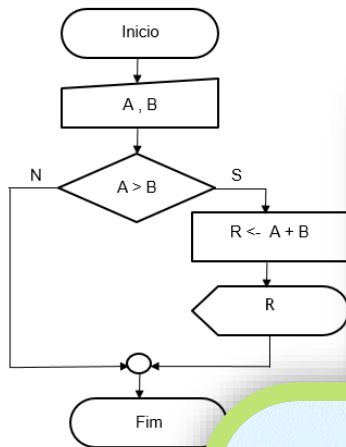 Inicio
A , B
N
A > B
S
R <- A + B
R
Fim